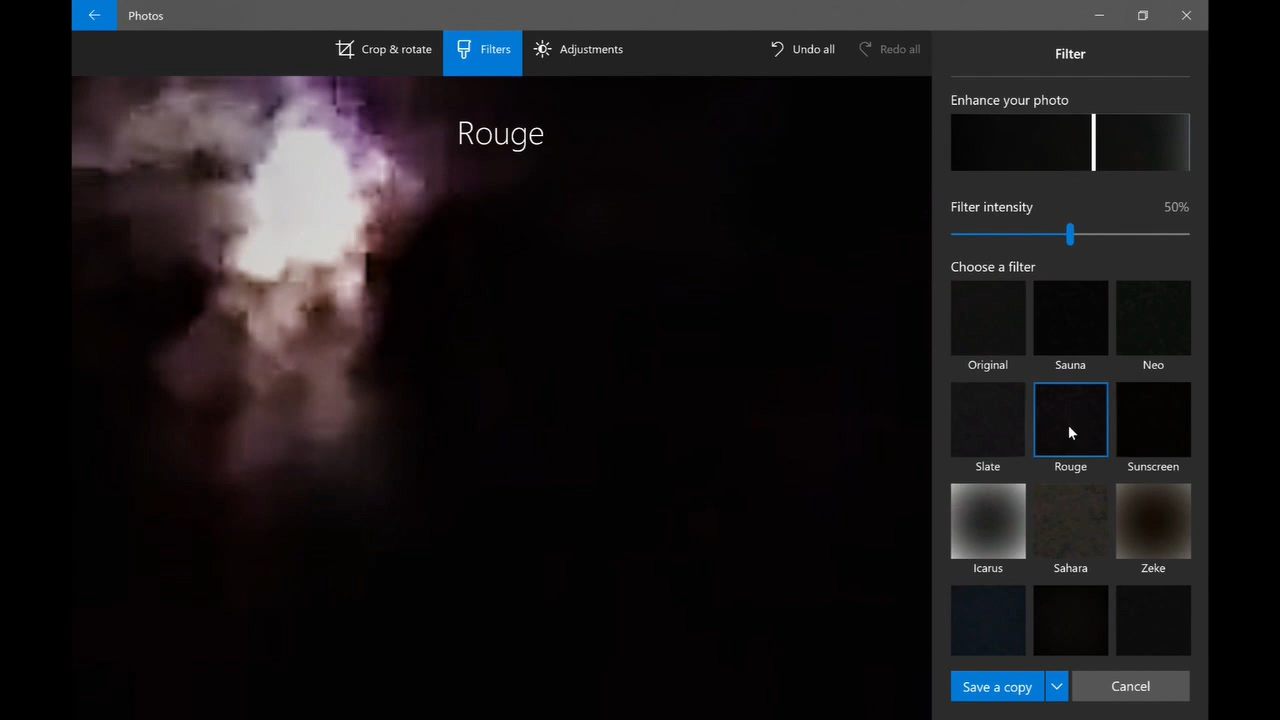 Photos
Crop & rotate
Filters
Adjustments
Undo all
Redo all
Rouge
Filter
Enhance your photo
Filter intensity 50%
Choose a filter
Original Sauna Neo
Slate Rouge Sunscreen
Icarus Sahara Zeke
Save a copy Cancel